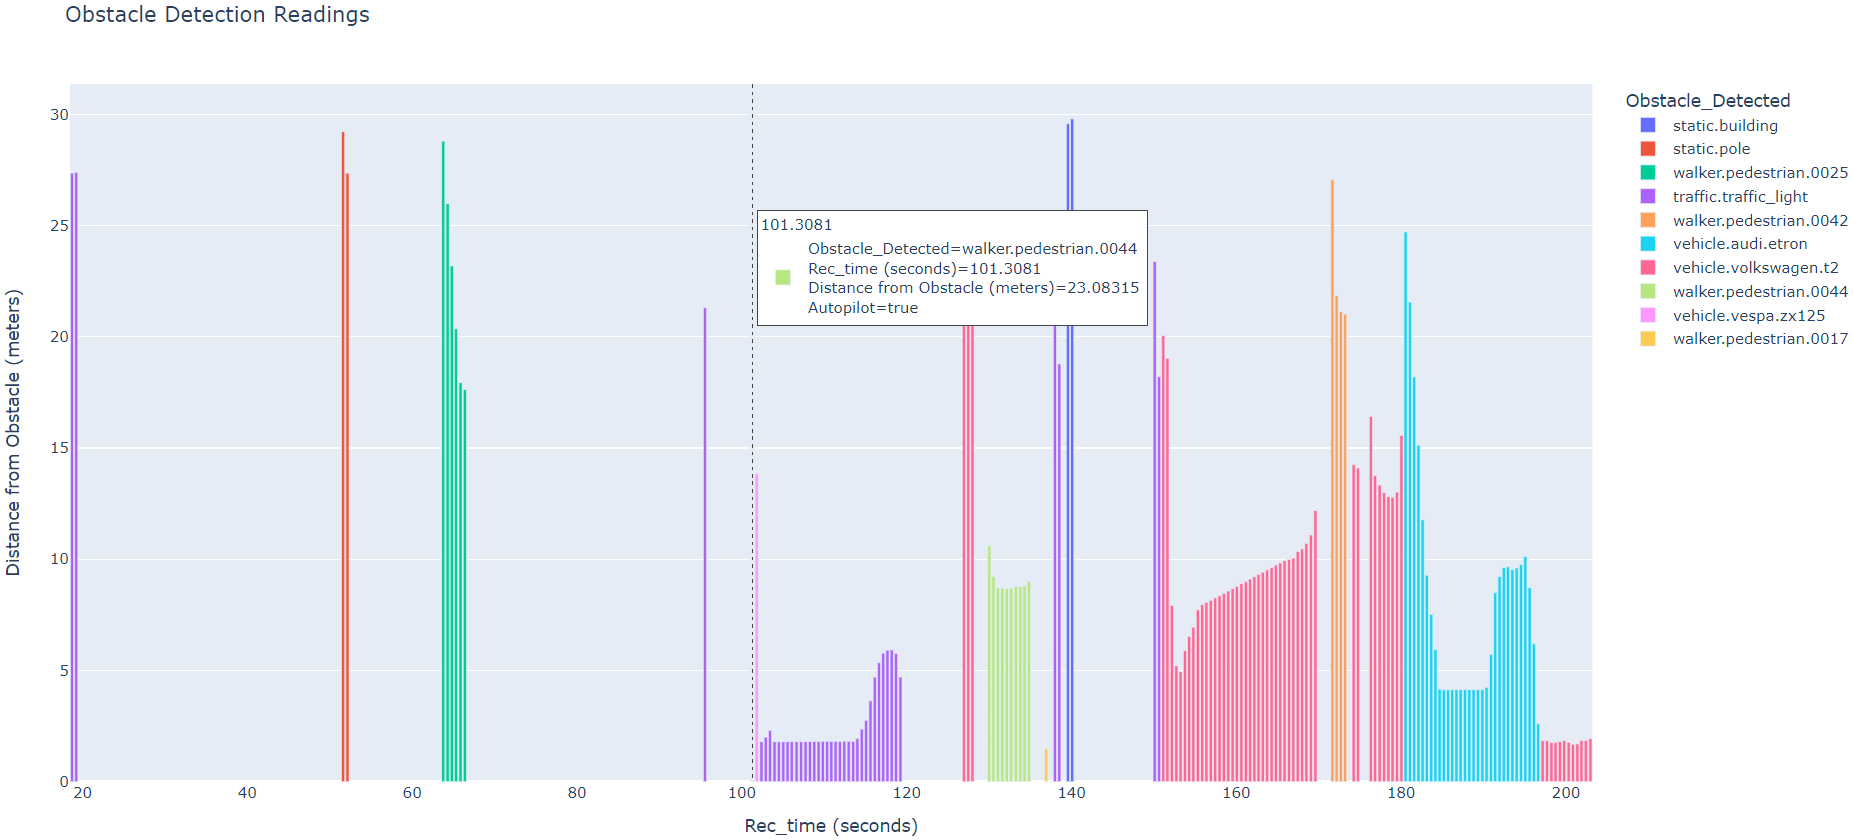 Obstacle Detection Readings
Distance from Obstacle (meters)
30
25
20
15
10
5
0
101.3081
Obstacle_Detected=walker.pedestrian.0044
Rec_time (seconds)=101.3081
Distance from Obstacle (meters)=23.08315
Autopilot=true
20 40 60 80 100 120 140 160 180 200
Rec_time (seconds)
Obstacle_Detected
static.building
static.pole
walker.pedestrian.0025
traffic.traffic_light
walker.pedestrian.0042
vehicle.audi.etron
vehicle.volkswagen.t2
walker.pedestrian.0044
vehicle.vespa.zx125
walker.pedestrian.0017